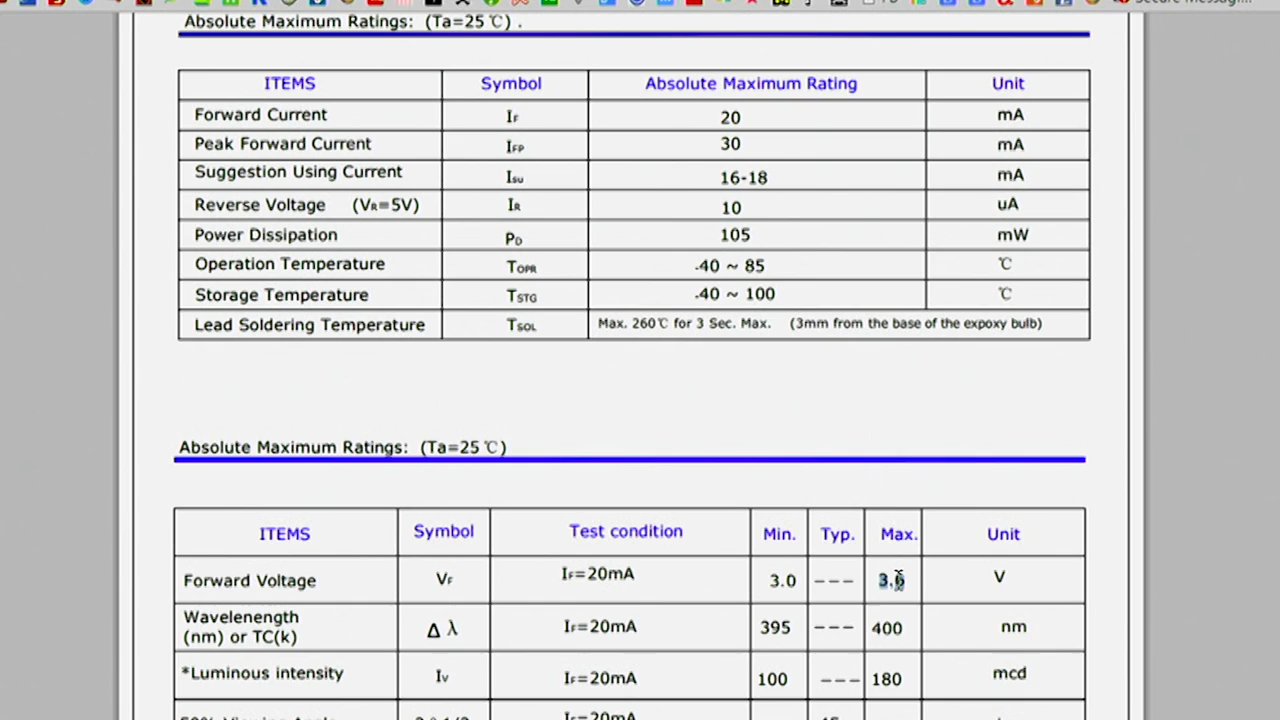 Absolute Maximum Ratings: (Ta=25℃) .
ITEMS Symbol Absolute Maximum Rating Unit
Forward Current IF 20 mA
Peak Forward Current IFP 30 mA
Suggestion Using Current Isu 16-18 mA
Reverse Voltage (VR=5V) IR 10 uA
Power Dissipation PD 105 mW
Operation Temperature TOPR -40 ~ 85 ℃
Storage Temperature TSTG -40 ~ 100 ℃
Lead Soldering Temperature TSOL Max. 260℃ for 3 Sec. Max. (3mm from the base of the expoxy bulb)
Absolute Maximum Ratings: (Ta=25℃)
ITEMS Symbol Test condition Min. Typ. Max. Unit
Forward Voltage VF IF=20mA 3.0 --- V
Wavelenength
(nm) or TC(k) Δ λ IF=20mA 395 --- 400 nm
*Luminous intensity Iv IF=20mA 100 --- 180 mcd